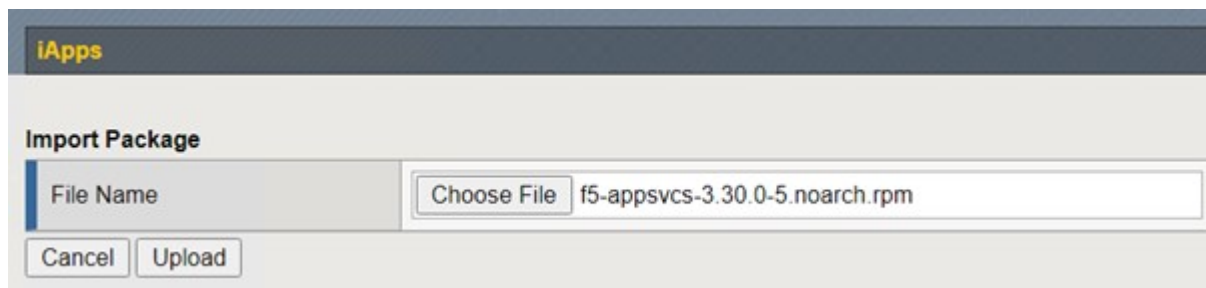 iApps
Import Package
File Name Choose File f5-appsvcs-3.30.0-5.noarch.rpm
Cancel Upload